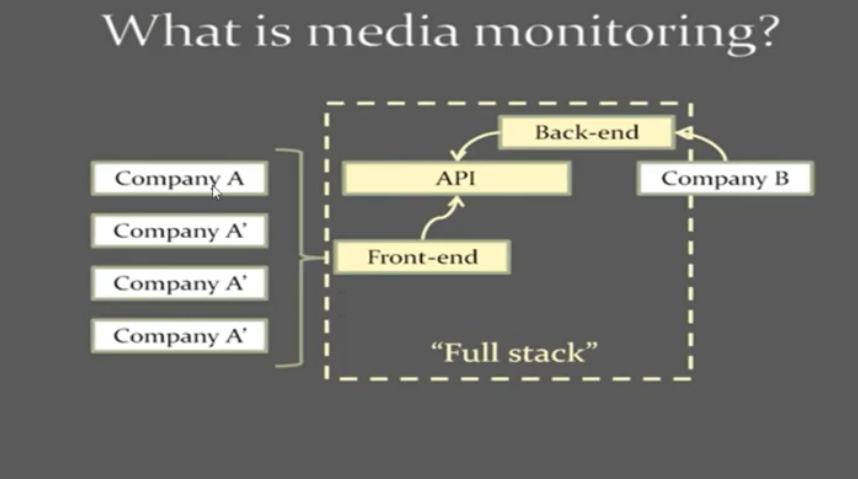 What is media monitoring?
Back-end
Company A
API
Company B
Company A'
Front-end
Company A'
Company A'
“Full stack”